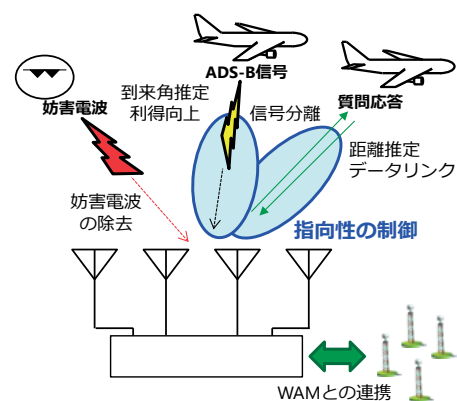 ADS-B信号
妨害電波
到来角推定
利得向上
信号分離
質問応答
距離推定
データリンク
妨害電波
の除去
指向性の制御
WAMとの連携